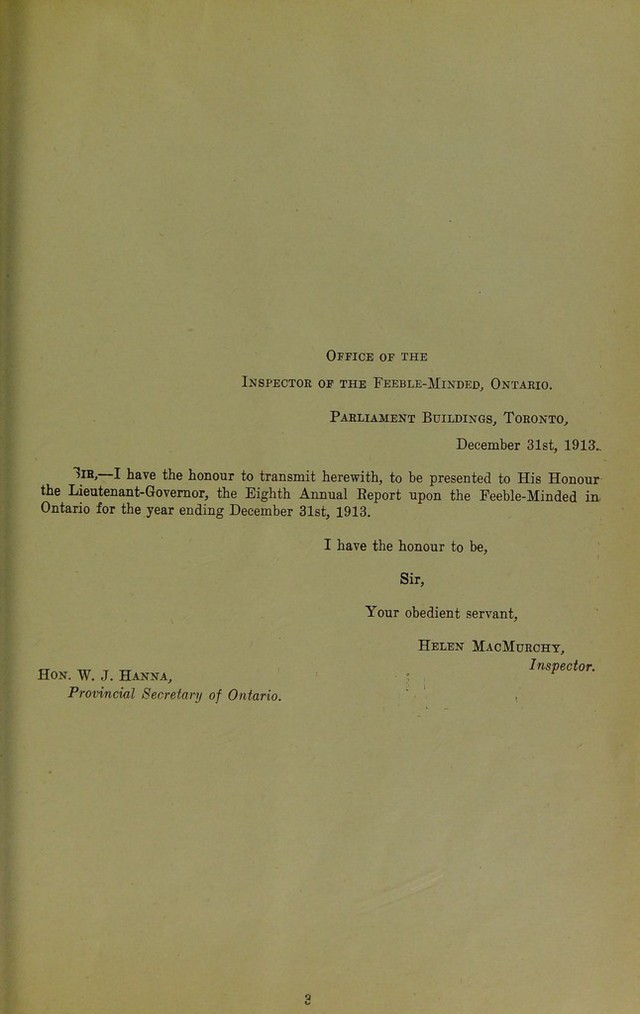 OFFICE OF THE
INSPECTOR OF THE FEEBLE-MINDED, ONTARIO.
PARLIAMENT BUILDINGS, TORONTO,
December 31st, 1913.
SIR,—I have the honour to transmit herewith, to be presented to His Honour
the Lieutenant-Governor, the Eighth Annual Report upon the Feeble-Minded in
Ontario for the year ending December 31st, 1913.
I have the honour to be,
Sir,
Your obedient servant,
HELEN MACMURCHY,
Inspector.
HON. W. J. HANNA,
Provincial Secretary of Ontario.
3